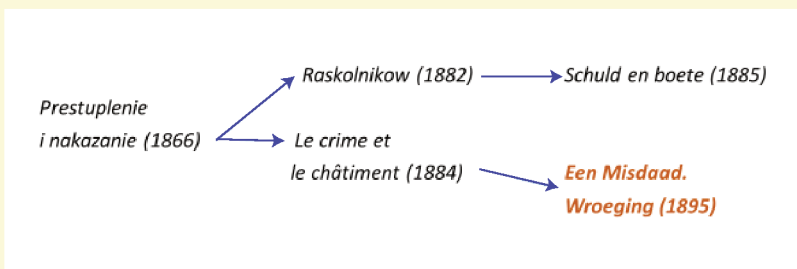 Prestuplenie
i nakazanie (1866)
Raskolnikow (1882)
Schuld en boete (1885)
Le crime et
le châtiment (1884)
Een Misdaad.
Wroeging (1895)